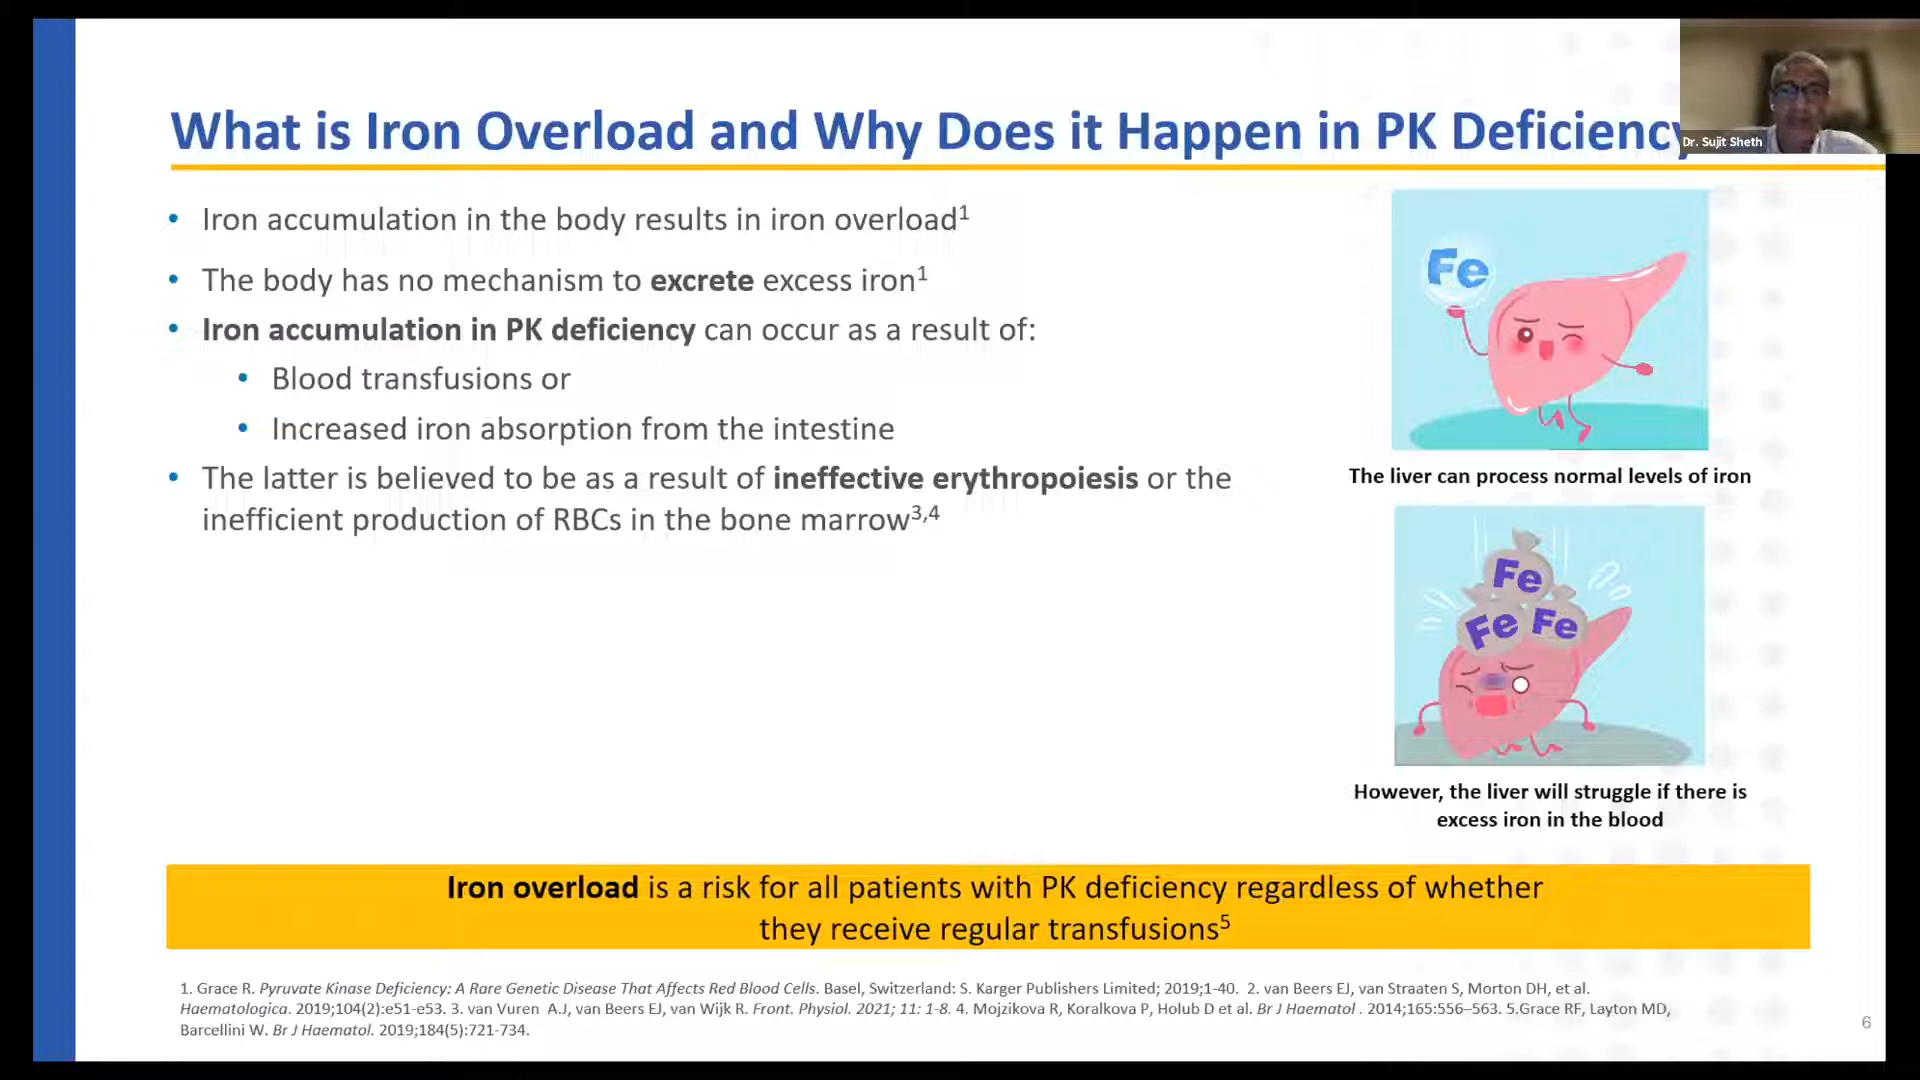 What is Iron Overload and Why Does it Happen in PK Deficiency
Dr. Sujit Sheth
• Iron accumulation in the body results in iron overload1
• The body has no mechanism to excrete excess iron1
• Iron accumulation in PK deficiency can occur as a result of:
• Blood transfusions or
• Increased iron absorption from the intestine
• The latter is believed to be as a result of ineffective erythropoiesis or the
inefficient production of RBCs in the bone marrow3,4
Fe
The liver can process normal levels of iron
Fe
Fe Fe
However, the liver will struggle if there is
excess iron in the blood
Iron overload is a risk for all patients with PK deficiency regardless of whether
they receive regular transfusions5
1. Grace R. Pyruvate Kinase Deficiency: A Rare Genetic Disease That Affects Red Blood Cells. Basel, Switzerland: S. Karger Publishers Limited; 2019;1-40. 2. van Beers EJ, van Straaten S, Morton DH, et al.
Haematologica. 2019;104(2):e51-e53. 3. van Vuren A.J, van Beers EJ, van Wijk R. Front. Physiol. 2021; 11: 1-8. 4. Mojzikova R, Koralkova P, Holub D et al. Br J Haematol . 2014;165:556–563. 5.Grace RF, Layton MD,
Barcellini W. Br J Haematol. 2019;184(5):721-734.
6